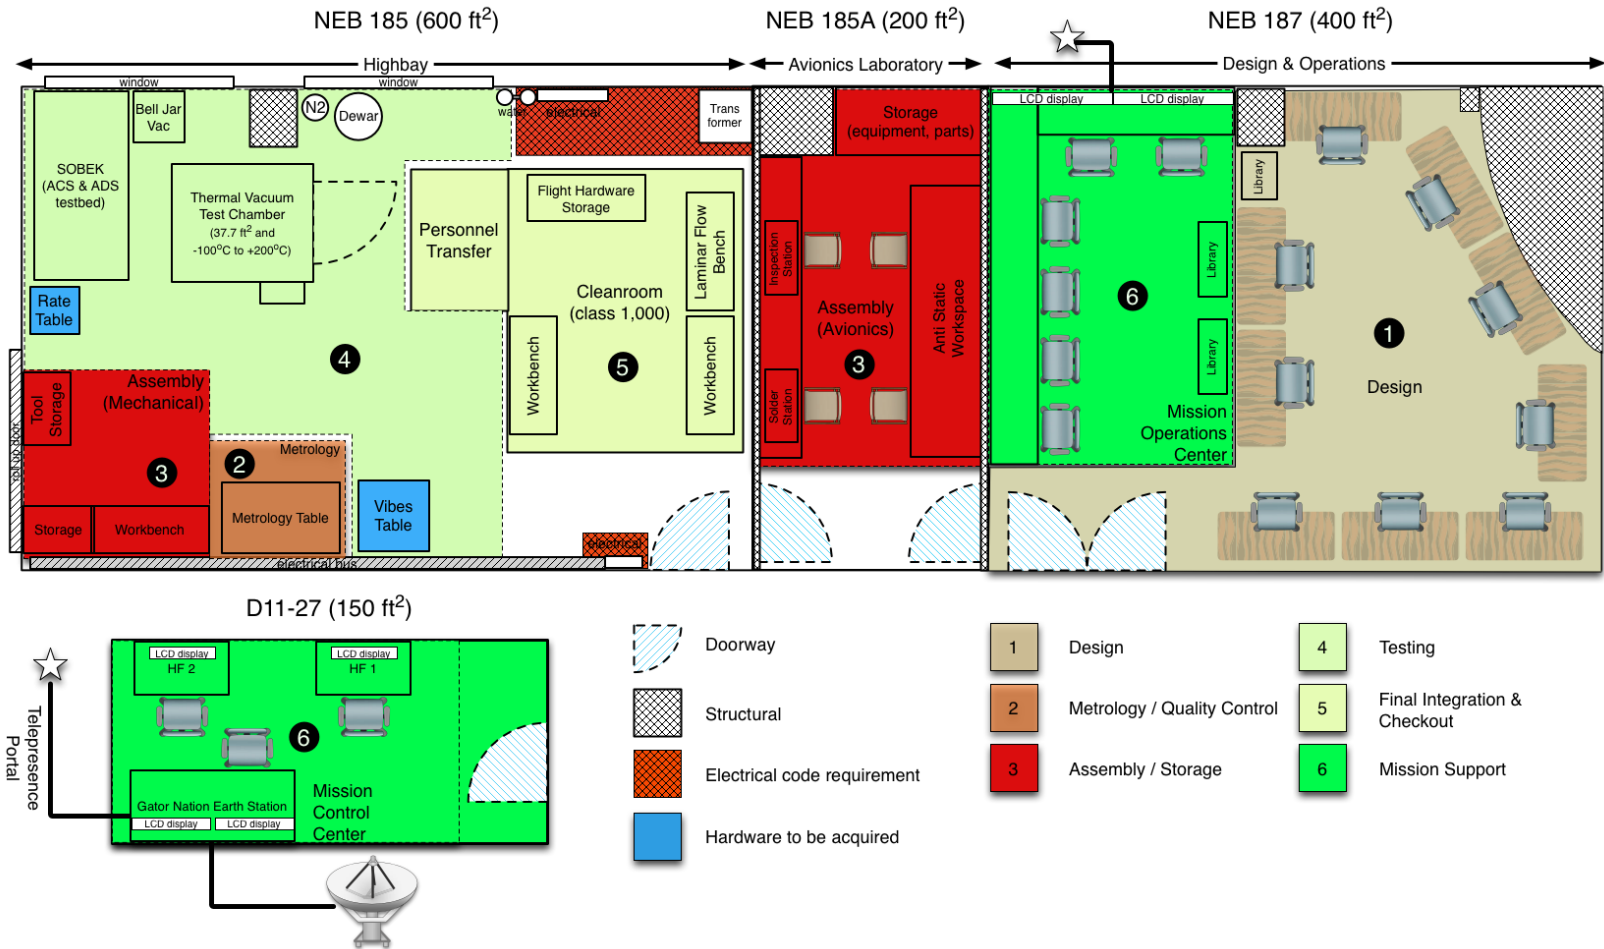 NEB 185 (600 ft2)
NEB 185A (200 ft2)
NEB 187 (400 ft2)
Highbay
Avionics Laboratory
Design & Operations
window
window
Bell Jar
Vac
N2
Dewar
water
electrical
Trans
former
SOBEK
(ACS & ADS
testbed)
Thermal Vacuum
Test Chamber
(37.7 ft2 and
-100oC to +200oC)
Personnel
Transfer
Flight Hardware
Storage
Laminar Flow
Bench
Cleanroom
(class 1,000)
5
Workbench
Workbench
Rate
Table
4
Assembly
(Mechanical)
Tool
Storage
3
roll up door
Storage
Workbench
2
Metrology
Metrology Table
Vibes
Table
electrical
electrical bus
Storage
(equipment, parts)
Inspection
Station
Assembly
(Avionics)
3
Solder
Station
Anti Static
Workspace
LCD display
LCD display
Library
Library
Library
6
Mission
Operations
Center
1
Design
D11-27 (150 ft2)
LCD display
HF 2
LCD display
HF 1
6
Telepresence
Portal
Gator Nation Earth Station
LCD display
LCD display
Mission
Control
Center
Doorway
Structural
Electrical code requirement
Hardware to be acquired
1
Design
2
Metrology / Quality Control
3
Assembly / Storage
4
Testing
5
Final Integration &
Checkout
6
Mission Support